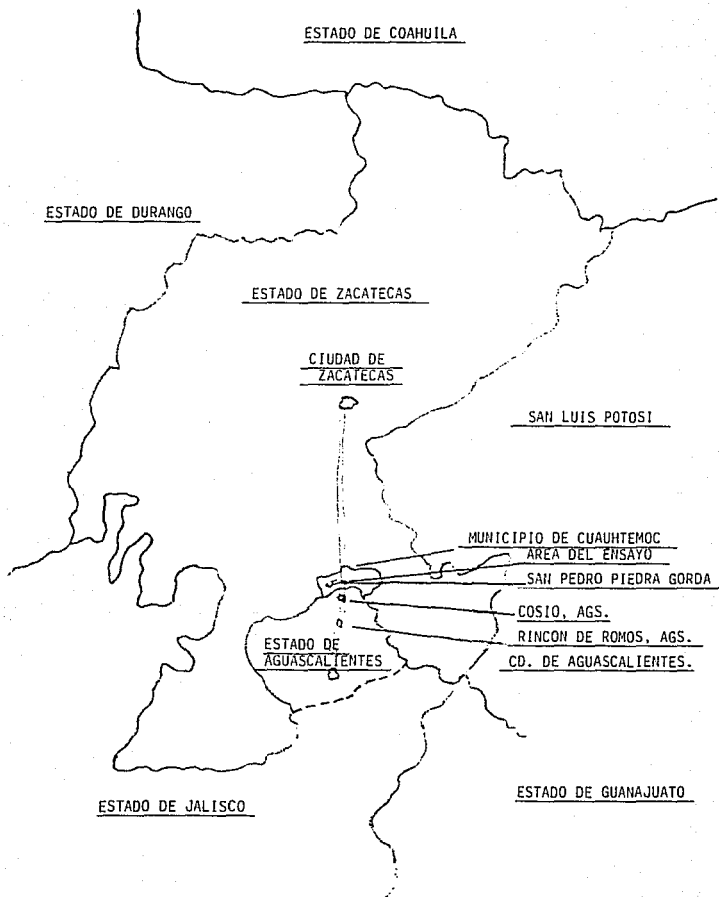 ESTADO DE COAHUILA
ESTADO DE DURANGO
ESTADO DE ZACATECAS
CIUDAD DE
ZACATECAS
SAN LUIS POTOSI
MUNICIPIO DE CUAUHTEMOC
AREA DEL ENSAYO
SAN PEDRO PIEDRA GORDA
COSIO, AGS.
RINCON DE ROMOS, AGS.
ESTADO DE
AGUASCALIENTES
CD. DE AGUASCALIENTES.
ESTADO DE JALISCO
ESTADO DE GUANAJUATO